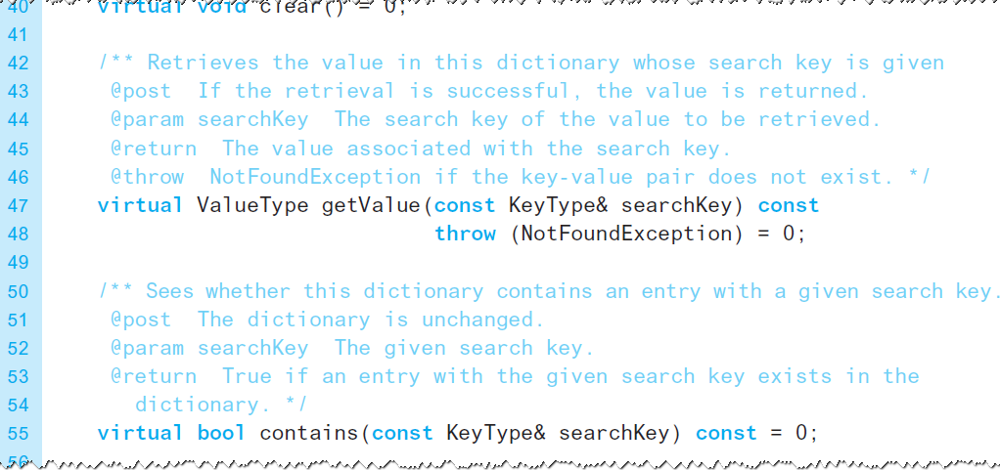 40 virtual void clear() = 0;
41
42 /** Retrieves the value in this dictionary whose search key is given
43 @post  If the retrieval is successful, the value is returned.
44 @param searchKey  The search key of the value to be retrieved.
45 @return  The value associated with the search key.
46 @throw  NotFoundException if the key-value pair does not exist. */
47 virtual ValueType getValue(const KeyType& searchKey) const
48 throw (NotFoundException) = 0;
49
50 /** Sees whether this dictionary contains an entry with a given search key.
51 @post  The dictionary is unchanged.
52 @param searchKey  The given search key.
53 @return  True if an entry with the given search key exists in the
54 dictionary. */
55 virtual bool contains(const KeyType& searchKey) const = 0;
56